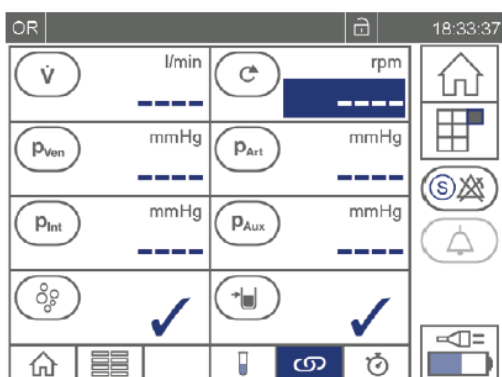 OR 18:33:37
V̇ l/min rpm
---- ----
pVen mmHg pArt mmHg
---- ----
pInt mmHg pAux mmHg
---- ----
S